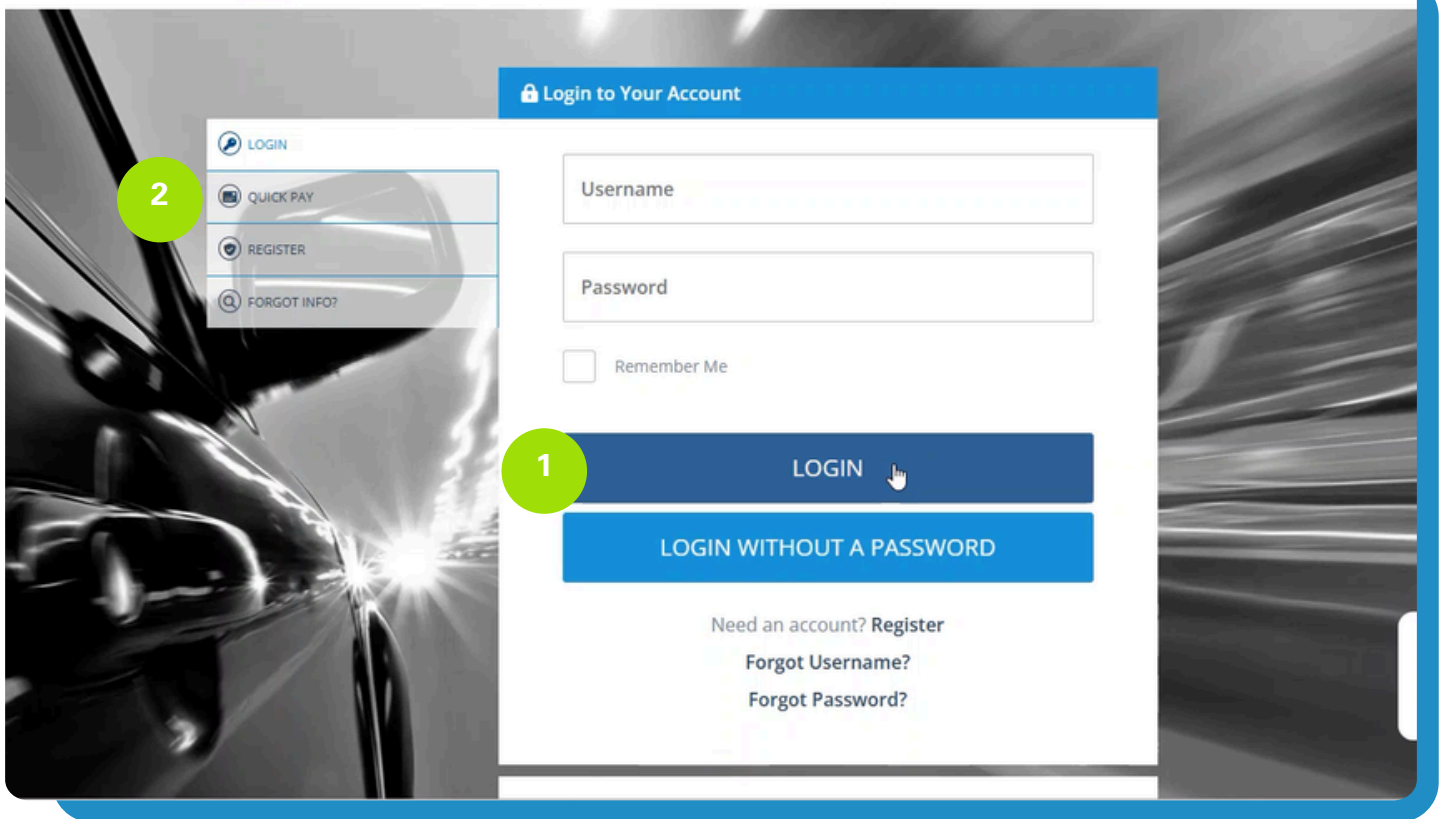 Login to Your Account
LOGIN
2
QUICK PAY
REGISTER
FORGOT INFO?
Username
Password
Remember Me
1
LOGIN
LOGIN WITHOUT A PASSWORD
Need an account? Register
Forgot Username?
Forgot Password?